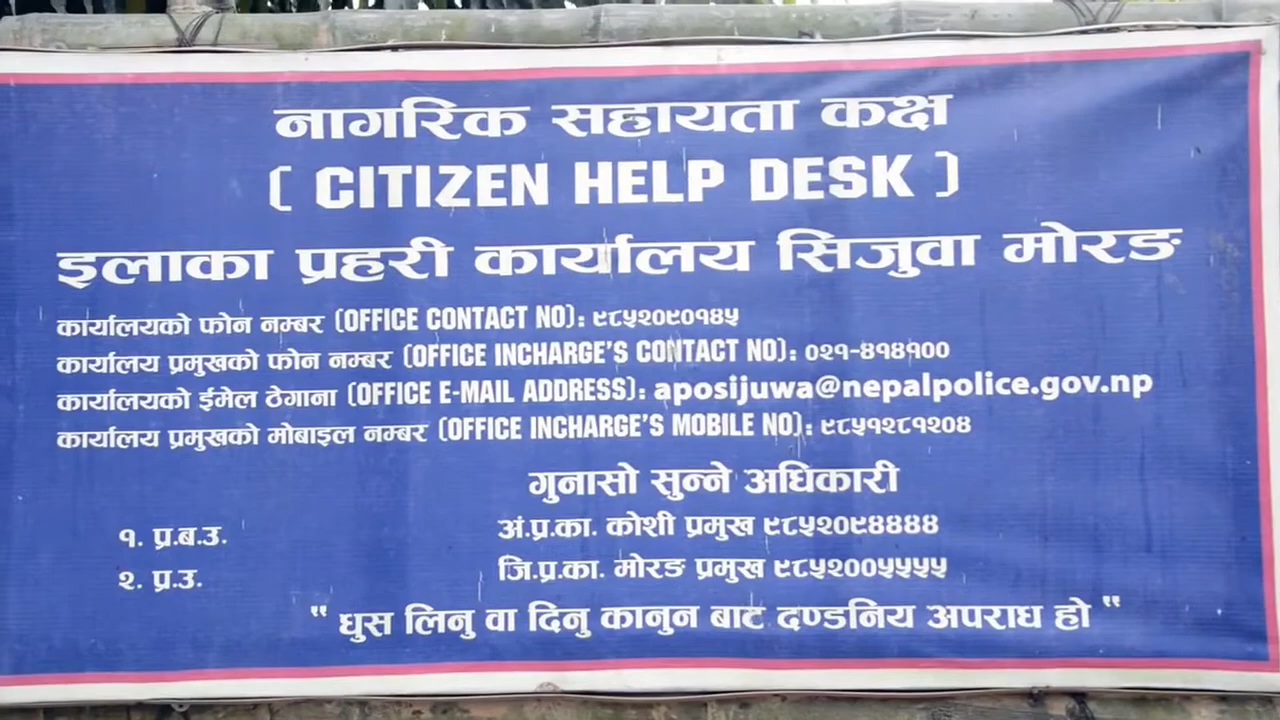 नागरिक सहायता कक्ष
( CITIZEN HELP DESK )
इलाका प्रहरी कार्यालय सिजुवा मोरङ
कार्यालयको फोन नम्बर (OFFICE CONTACT NO): ९८५२०९०१४५
कार्यालय प्रमुखको फोन नम्बर (OFFICE INCHARGE'S CONTACT NO): ०२१-४१४१००
कार्यालयको ईमेल ठेगाना (OFFICE E-MAIL ADDRESS): aposijuwa@nepalpolice.gov.np
कार्यालय प्रमुखको मोबाइल नम्बर (OFFICE INCHARGE'S MOBILE NO): ९८५१२८१२०४
गुनासो सुन्ने अधिकारी
१. प्र.ब.उ. अं.प्र.का. कोशी प्रमुख ९८५२०९४४४४
२. प्र.उ. जि.प्र.का. मोरङ प्रमुख ९८५२००५५५५
" धुस लिनु वा दिनु कानुन बाट दण्डनिय अपराध हो "